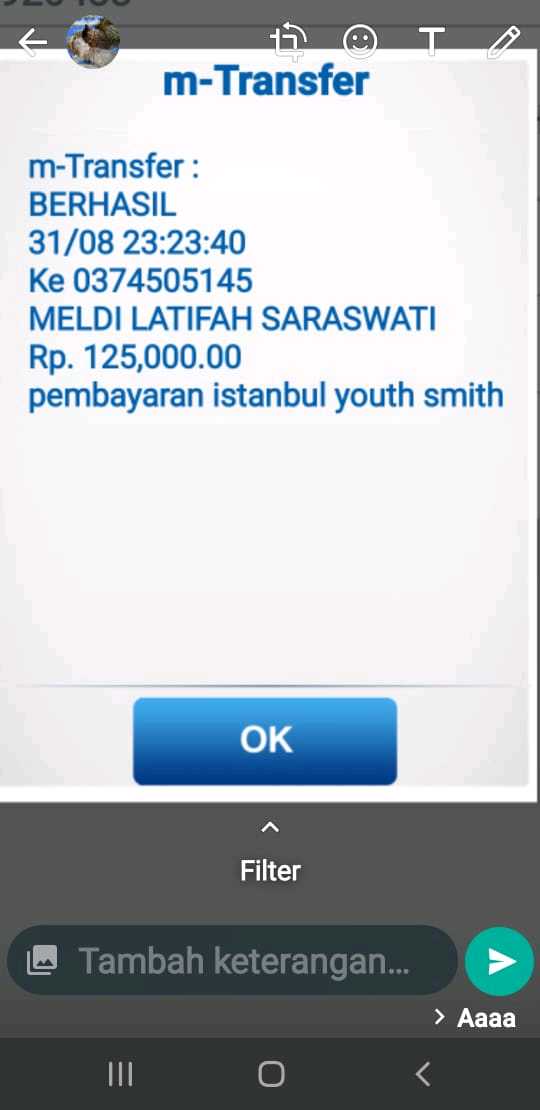 m-Transfer
m-Transfer :
BERHASIL
31/08 23:23:40
Ke 0374505145
MELDI LATIFAH SARASWATI
Rp. 125,000.00
pembayaran istanbul youth smith
OK
Filter
Tambah keterangan...
> Aaaa